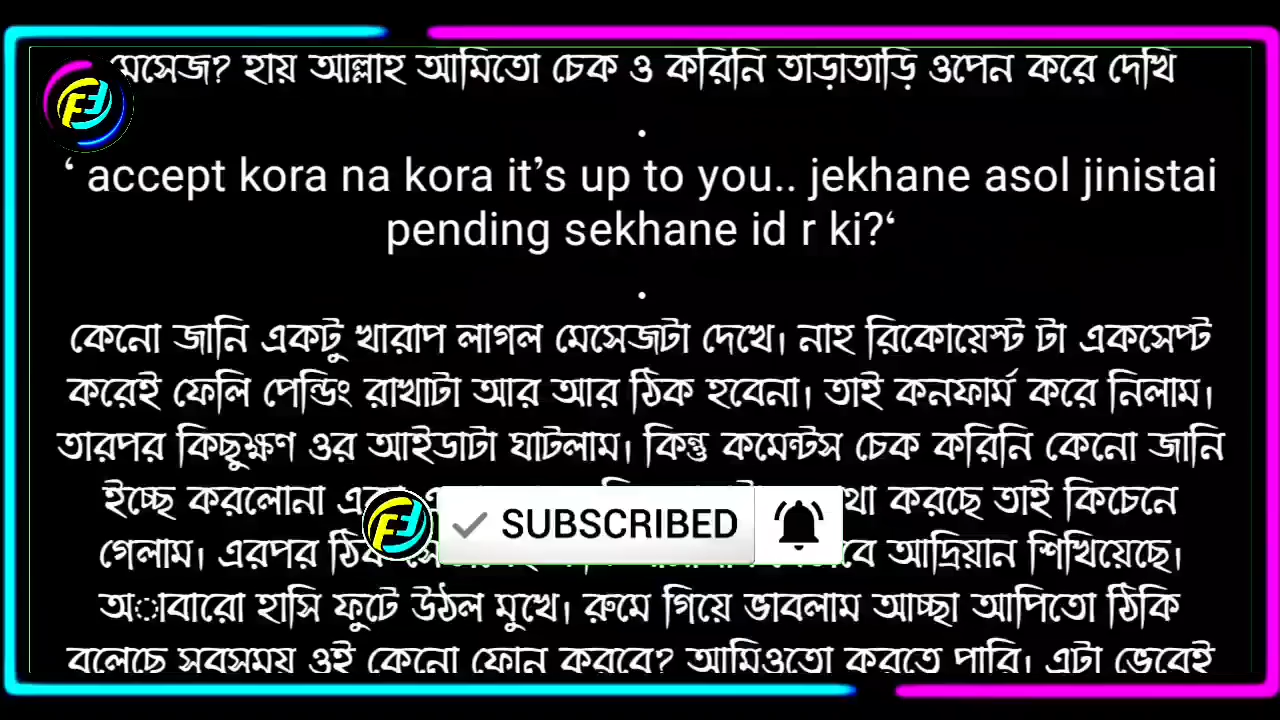 মেসেজ? হায় আল্লাহ আমিতো চেক ও করিনি তাড়াতাড়ি ওপেন করে দেখি
.
‘ accept kora na kora it’s up to you.. jekhane asol jinistai
pending sekhane id r ki?‘
.
কেনো জানি একটু খারাপ লাগল মেসেজটা দেখে। নাহ রিকোয়েস্ট টা একসেপ্ট
করেই ফেলি পেন্ডিং রাখাটা আর আর ঠিক হবেনা। তাই কনফার্ম করে নিলাম।
তারপর কিছুক্ষণ ওর আইডাটা ঘাটলাম। কিন্তু কমেন্টস চেক করিনি কেনো জানি
ইচ্ছে করলোনা করছে তাই কিচেনে
SUBSCRIBED
গেলাম। এরপর ঠিক আদ্রিয়ান শিখিয়েছে।
অাবারো হাসি ফুটে উঠল মুখে। রুমে গিয়ে ভাবলাম আচ্ছা আপিতো ঠিকি
বলেছে সবসময় ওই কেনো ফোন করবে? আমিওতো করতে পারি। এটা ভেবেই